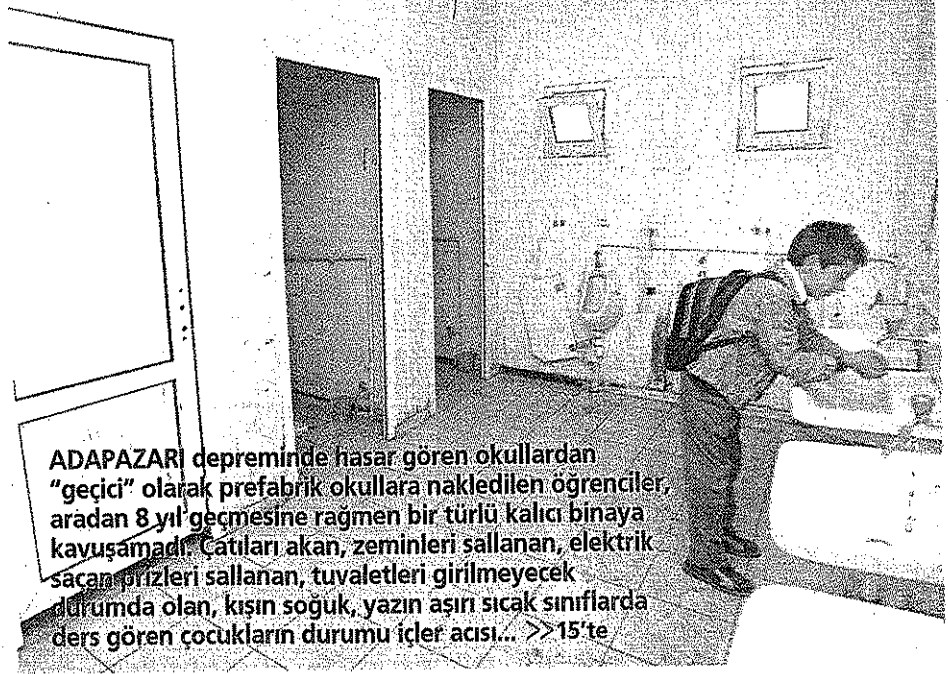 ADAPAZARI depreminde hasar gören okullardan
"geçici" olarak prefabrik okullara nakledilen öğrenciler,
aradan 8 yıl geçmesine rağmen bir türlü kalıcı binaya
kavuşamadı. Çatıları akan, zeminleri sallanan, elektrik
saçan prizleri sallanan, tuvaletleri girilmeyecek
durumda olan, kışın soğuk, yazın aşırı sıcak sınıflarda
ders gören çocukların durumu içler acısı... >>15'te